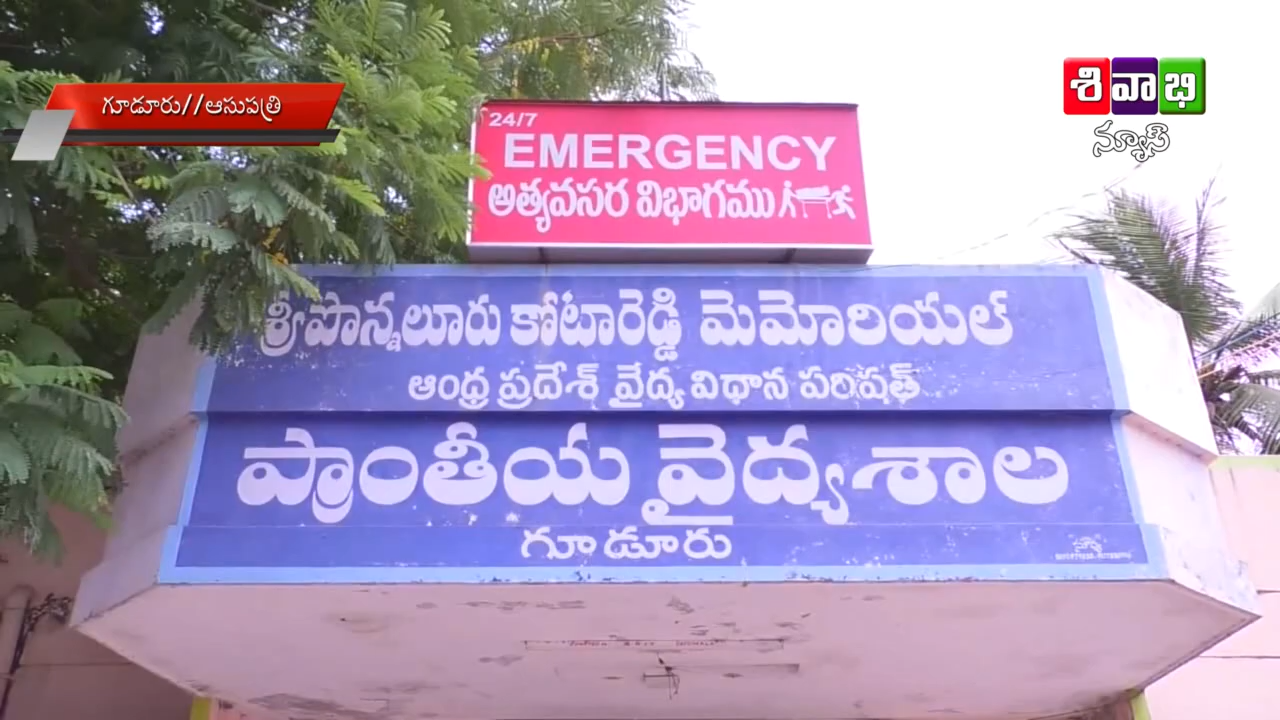 గూడూరు//ఆసుపత్రి
శివాభి
న్యూస్
24/7
EMERGENCY
అత్యవసర విభాగము
శ్రీపొన్నలూరు కోటారెడ్డి మెమోరియల్
ఆంధ్ర ప్రదేశ్ వైద్య విధాన పరిషత్
ప్రాంతీయ వైద్యశాల
గూడూరు